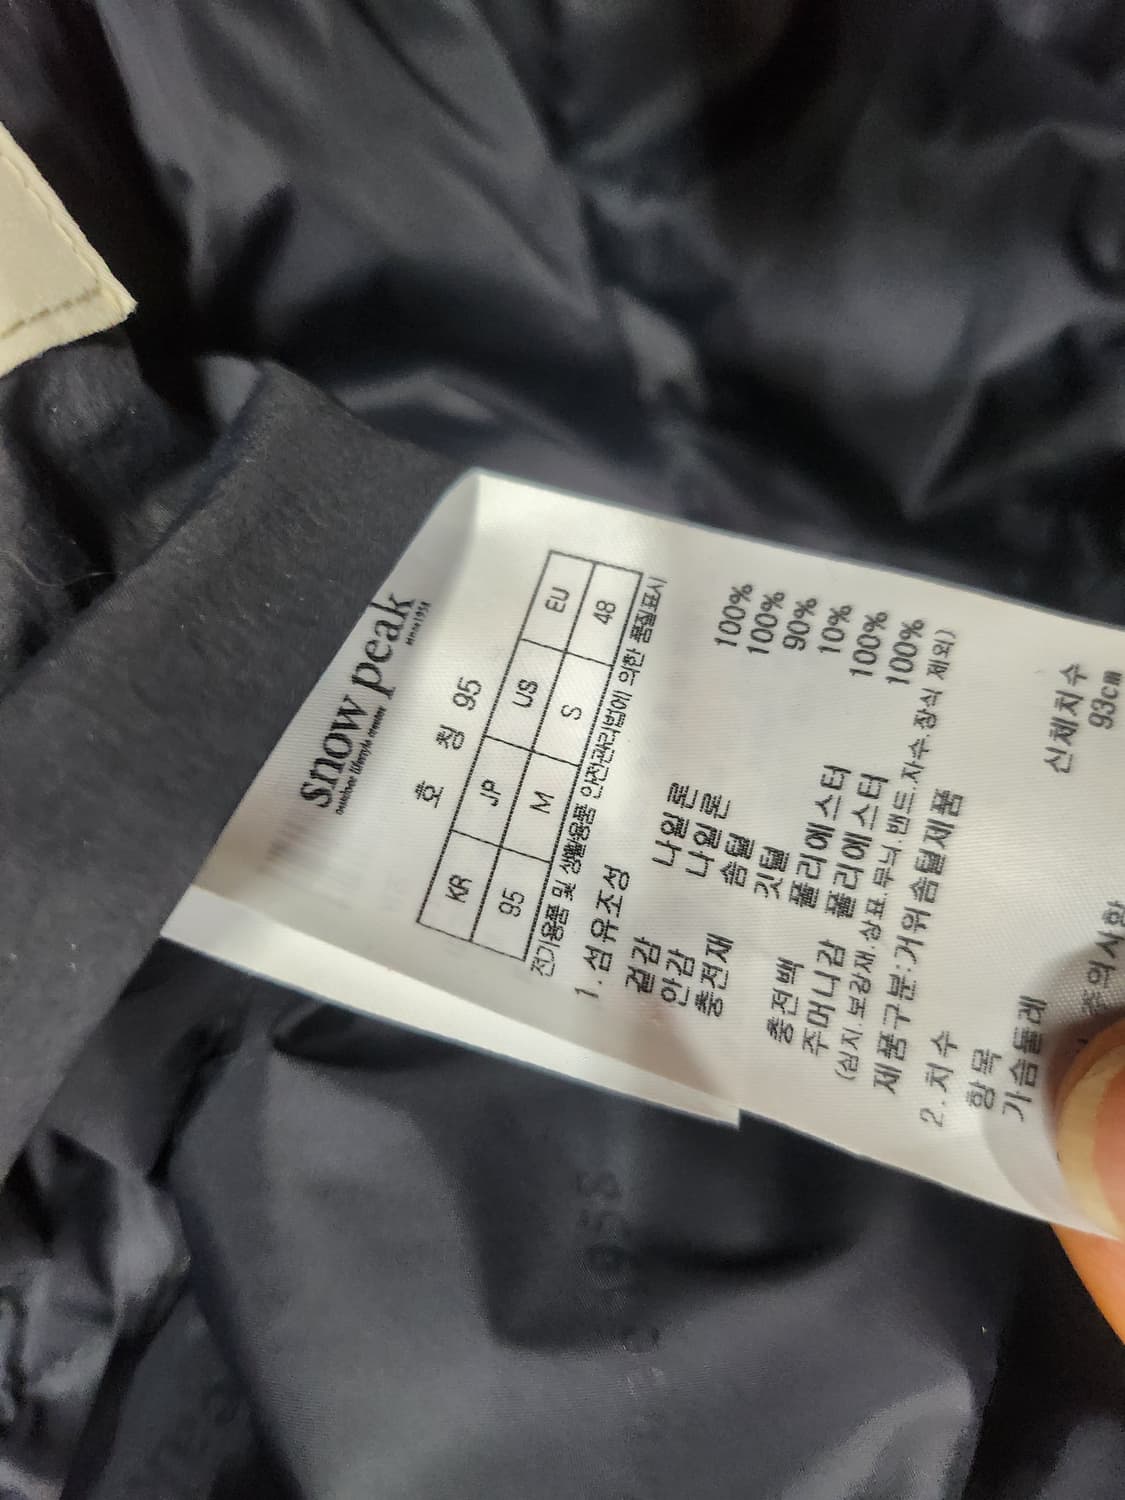 snow peak
outdoor lifestyle creator
since 1958
호 칭 95
KR JP US EU
95 M S 48
전기용품 및 생활용품 안전관리법에 의한 품질표시
1. 섬유조성
겉감 나일론 100%
안감 나일론 100%
충전재 솜털 90%
깃털 10%
충전백 폴리에스터 100%
주머니감 폴리에스터 100%
(심지.보강재.상표.무늬.밴드.자수.장식 제외)
제품구분:거위솜털제품
2.치수
항목 신체치수
가슴둘레 93cm
주의사항